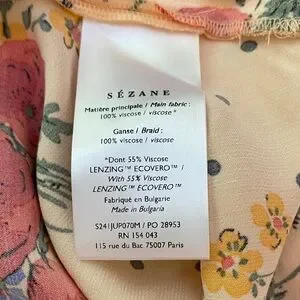 SÉZANE
Matière principale / Main fabric :
100% viscose / viscose*
Ganse / Braid :
100% viscose / viscose
*Dont 55% Viscose
LENZING™ ECOVERO™ /
With 55% Viscose
LENZING™ ECOVERO™
Fabriqué en Bulgarie
Made in Bulgaria
S241JUP070M / PO 28953
RN 154 043
115 rue du Bac 75007 Paris